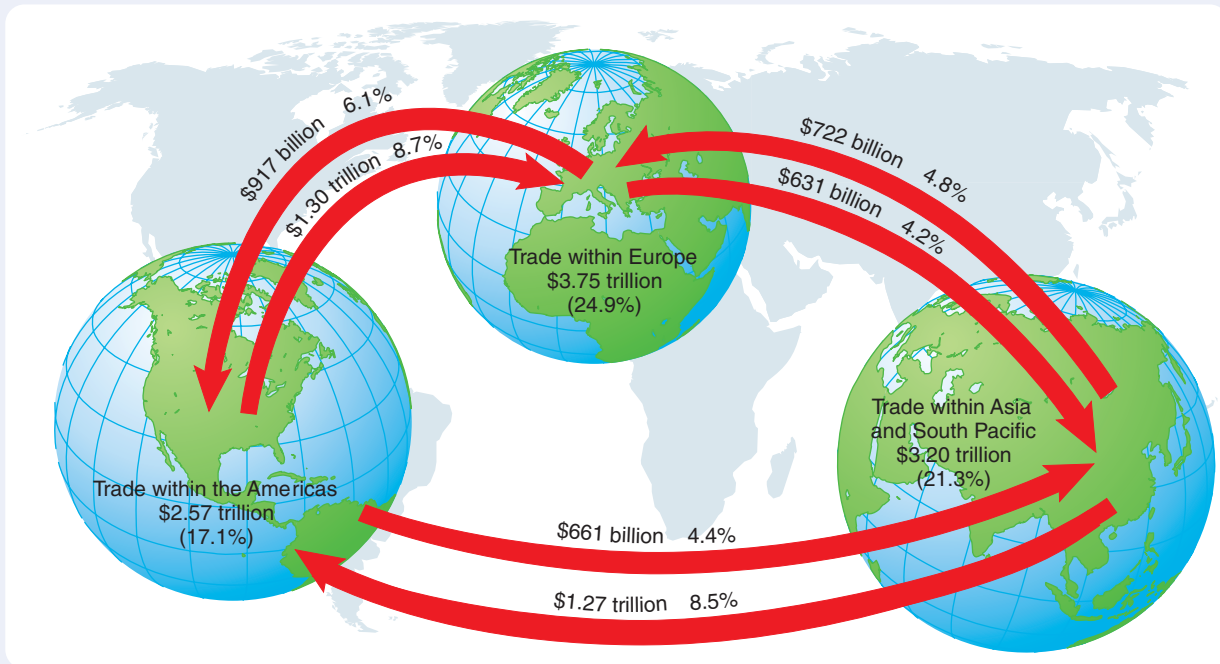 $917 billion 6.1%
$1.30 trillion 8.7%
$722 billion 4.8%
$631 billion 4.2%
Trade within Europe
$3.75 trillion
(24.9%)
Trade within Asia
and South Pacific
$3.20 trillion
(21.3%)
Trade within the Americas
$2.57 trillion
(17.1%)
$661 billion 4.4%
$1.27 trillion 8.5%